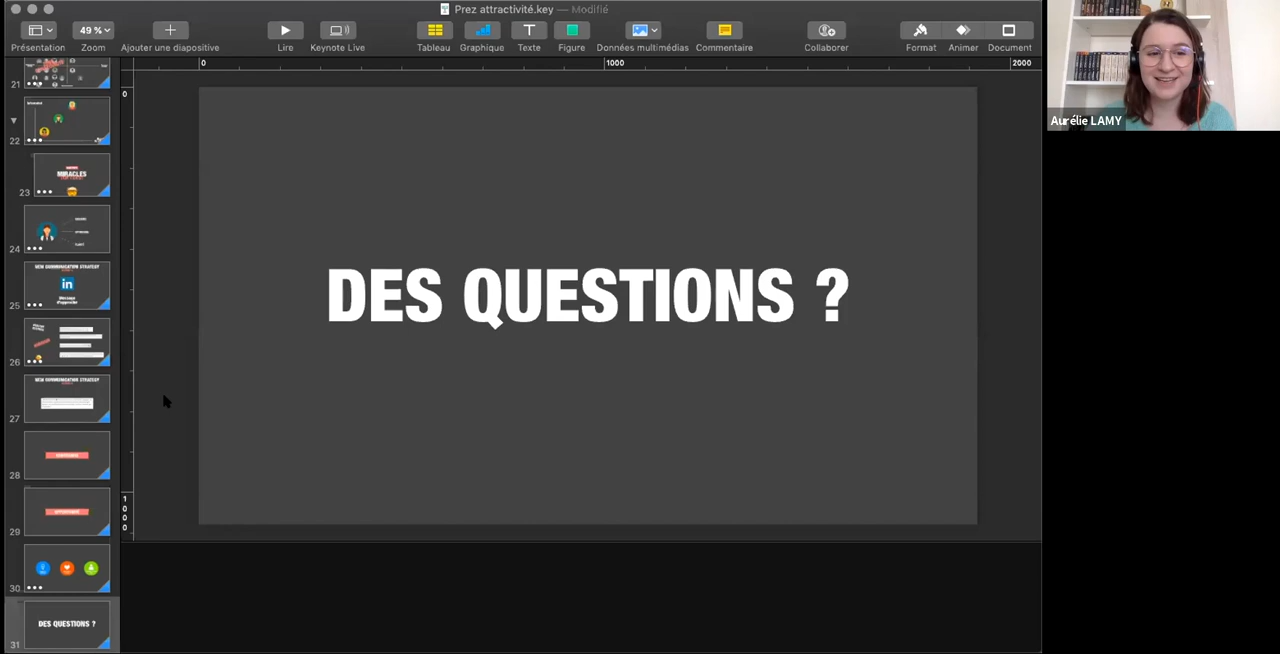 Prez attractivité.key — Modifié
49 %
Présentation
Zoom
Ajouter une diapositive
Lire
Keynote Live
Tableau
Graphique
Texte
Figure
Données multimédias
Commentaire
Collaborer
Format
Animer
Document
0
1000
2000
0
1000
21
22
23
MIRACLES
24
25
NEW COMMUNICATION STRATEGY
in
26
27
NEW COMMUNICATION STRATEGY
28
29
30
31
DES QUESTIONS ?
DES QUESTIONS ?
Aurélie LAMY